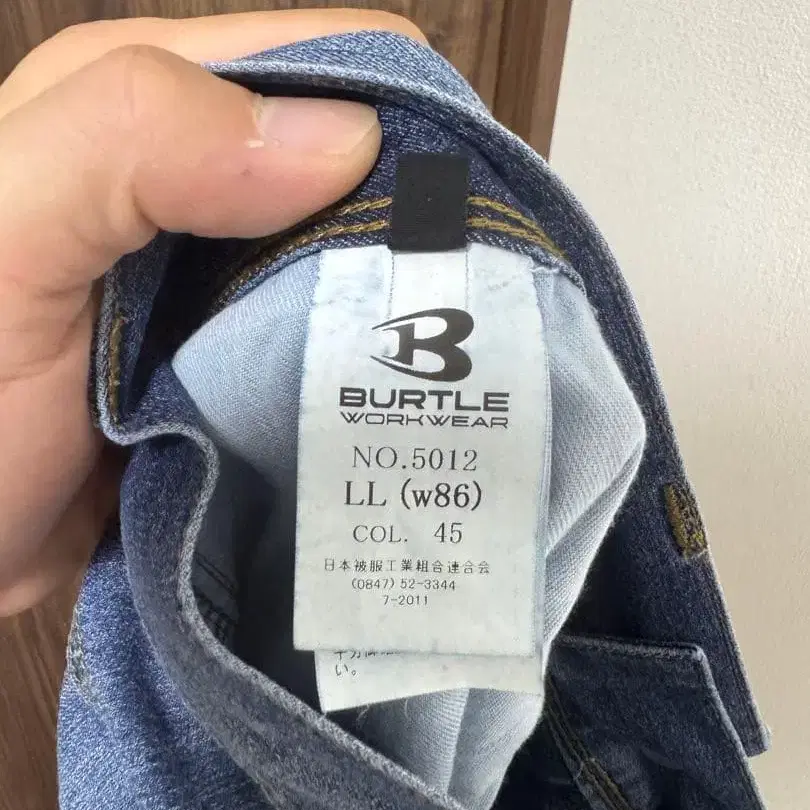 BURTLE
WORKWEAR
NO.5012
LL (w86)
COL. 45
日本被服工業組合連合会
(0847) 52-3344
7-2011
い。